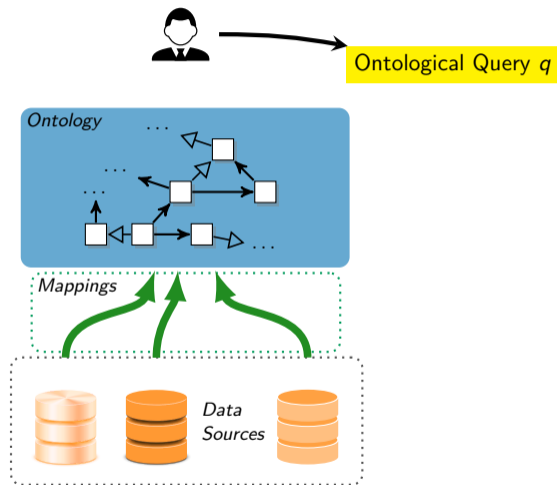 Ontological Query q
Ontology
...
...
...
...
Mappings
Data
Sources